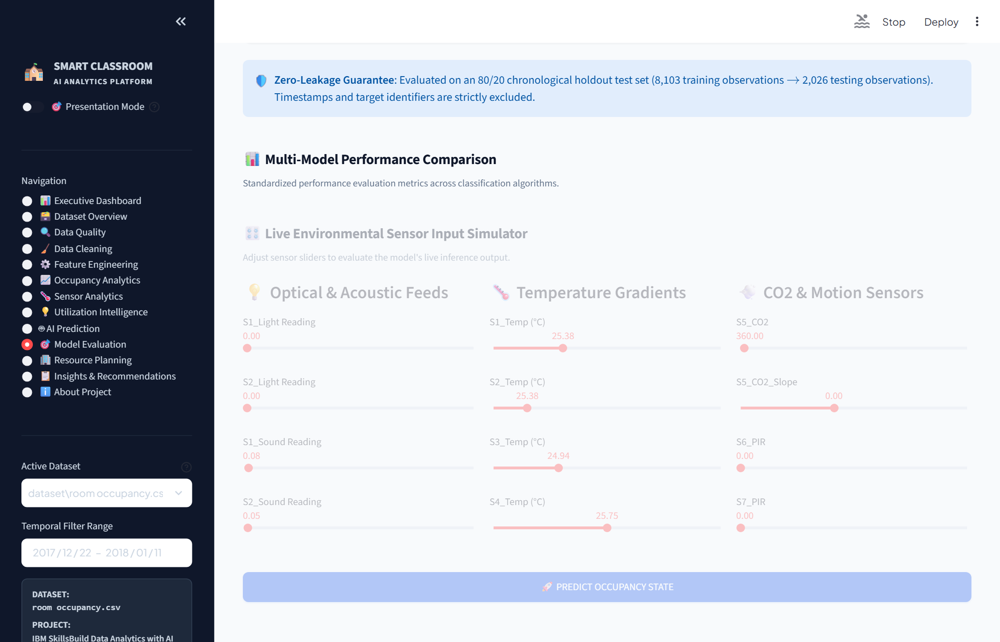 Stop
Deploy
SMART CLASSROOM
AI ANALYTICS PLATFORM
Presentation Mode
Navigation
Executive Dashboard
Dataset Overview
Data Quality
Data Cleaning
Feature Engineering
Occupancy Analytics
Sensor Analytics
Utilization Intelligence
AI Prediction
Model Evaluation
Resource Planning
Insights & Recommendations
About Project
Active Dataset
dataset\room occupancy.cs
Temporal Filter Range
2017/12/22 – 2018/01/11
DATASET:
room occupancy.csv
PROJECT:
IBM SkillsBuild Data Analytics with AI
Zero-Leakage Guarantee: Evaluated on an 80/20 chronological holdout test set (8,103 training observations → 2,026 testing observations).
Timestamps and target identifiers are strictly excluded.
Multi-Model Performance Comparison
Standardized performance evaluation metrics across classification algorithms.
Live Environmental Sensor Input Simulator
Adjust sensor sliders to evaluate the model's live inference output.
Optical & Acoustic Feeds
S1_Light Reading
0.00
S2_Light Reading
0.00
S1_Sound Reading
0.08
S2_Sound Reading
0.05
Temperature Gradients
S1_Temp (°C)
25.38
S2_Temp (°C)
25.38
S3_Temp (°C)
24.94
S4_Temp (°C)
25.75
CO2 & Motion Sensors
S5_CO2
360.00
S5_CO2_Slope
0.00
S6_PIR
0.00
S7_PIR
0.00
PREDICT OCCUPANCY STATE